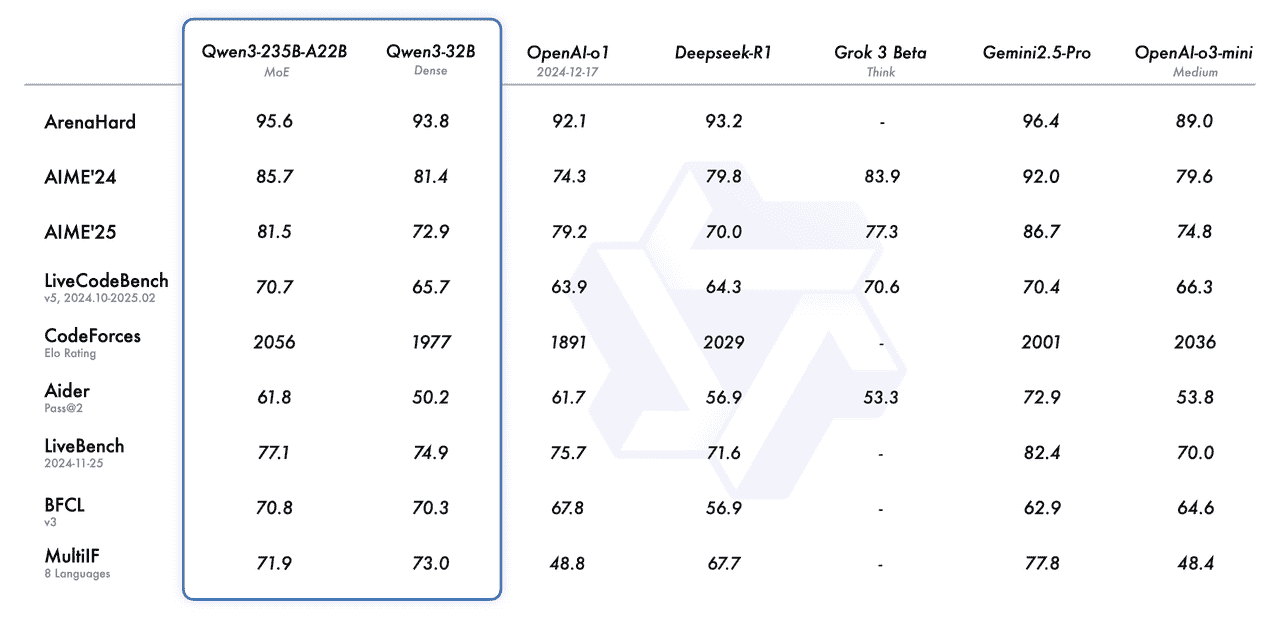 Qwen3-235B-A22B Qwen3-32B OpenAI-o1 Deepseek-R1 Grok 3 Beta Gemini2.5-Pro OpenAI-o3-mini
MoE Dense 2024-12-17 Think Medium
ArenaHard 95.6 93.8 92.1 93.2 - 96.4 89.0
AIME'24 85.7 81.4 74.3 79.8 83.9 92.0 79.6
AIME'25 81.5 72.9 79.2 70.0 77.3 86.7 74.8
LiveCodeBench 70.7 65.7 63.9 64.3 70.6 70.4 66.3
v5, 2024.10-2025.02
CodeForces 2056 1977 1891 2029 - 2001 2036
Elo Rating
Aider 61.8 50.2 61.7 56.9 53.3 72.9 53.8
Pass@2
LiveBench 77.1 74.9 75.7 71.6 - 82.4 70.0
2024-11-25
BFCL 70.8 70.3 67.8 56.9 - 62.9 64.6
v3
MultiIF 71.9 73.0 48.8 67.7 - 77.8 48.4
8 Languages